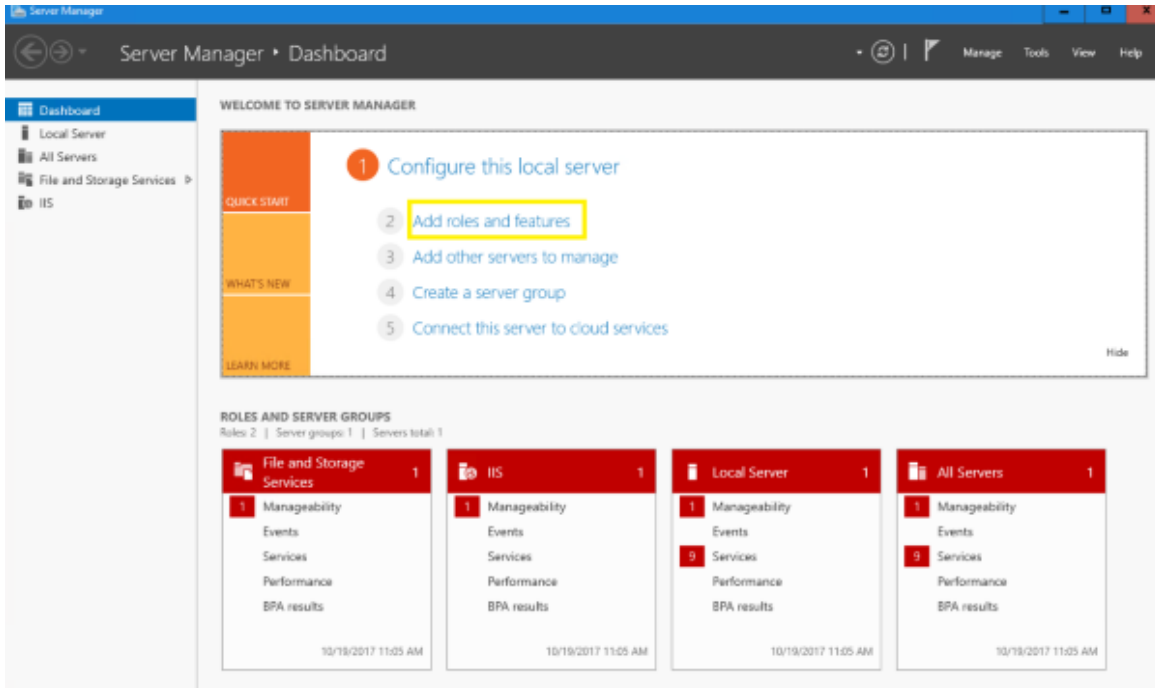 Server Manager
Server Manager • Dashboard
Manage Tools View Help
Dashboard
Local Server
All Servers
File and Storage Services
IIS
WELCOME TO SERVER MANAGER
QUICK START
WHAT'S NEW
LEARN MORE
1 Configure this local server
2 Add roles and features
3 Add other servers to manage
4 Create a server group
5 Connect this server to cloud services
Hide
ROLES AND SERVER GROUPS
Roles: 2 | Server groups: 1 | Servers total: 1
File and Storage
Services 1
1 Manageability
Events
Services
Performance
BPA results
10/19/2017 11:05 AM
IIS 1
1 Manageability
Events
Services
Performance
BPA results
10/19/2017 11:05 AM
Local Server 1
1 Manageability
Events
9 Services
Performance
BPA results
10/19/2017 11:05 AM
All Servers 1
1 Manageability
Events
9 Services
Performance
BPA results
10/19/2017 11:05 AM